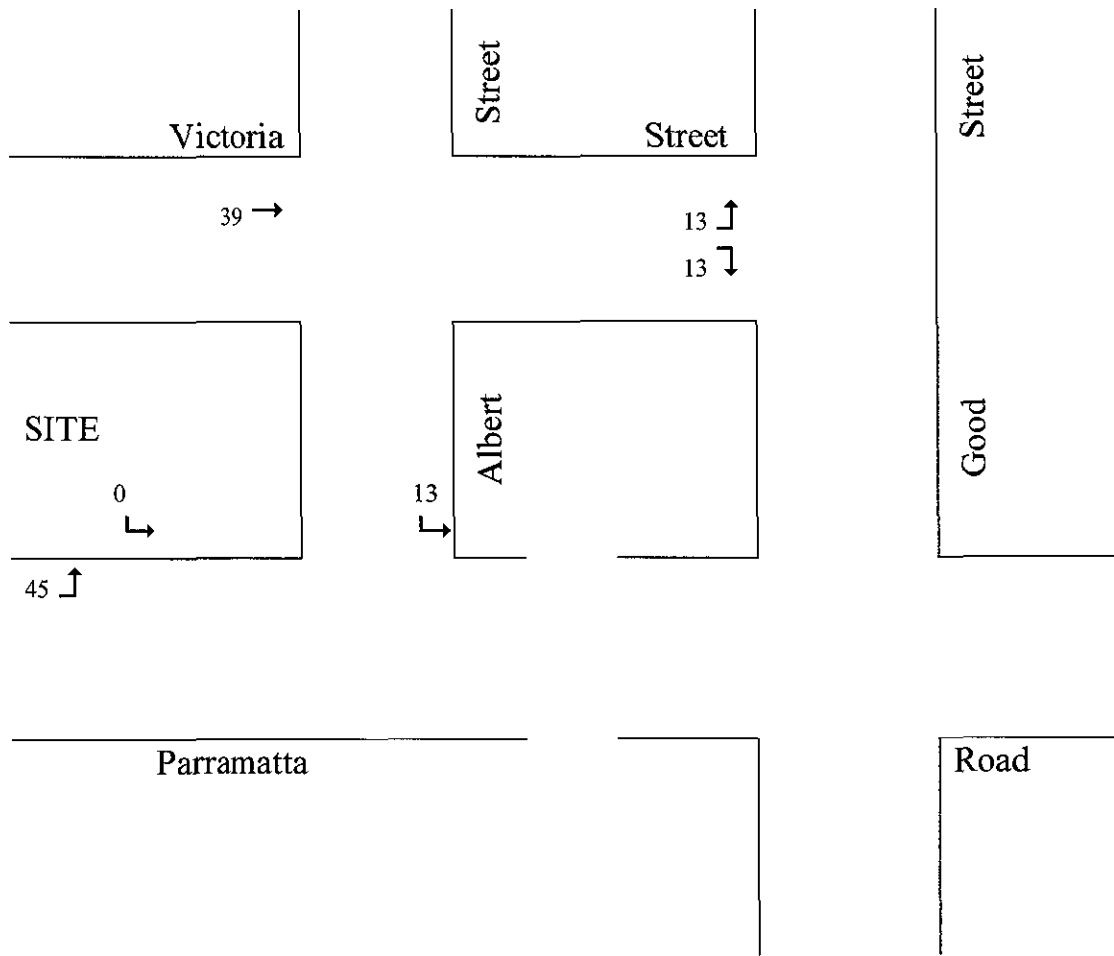 Street
Street
Victoria
Street
39
13
13
SITE
Albert
Good
0
13
45
Parramatta
Road